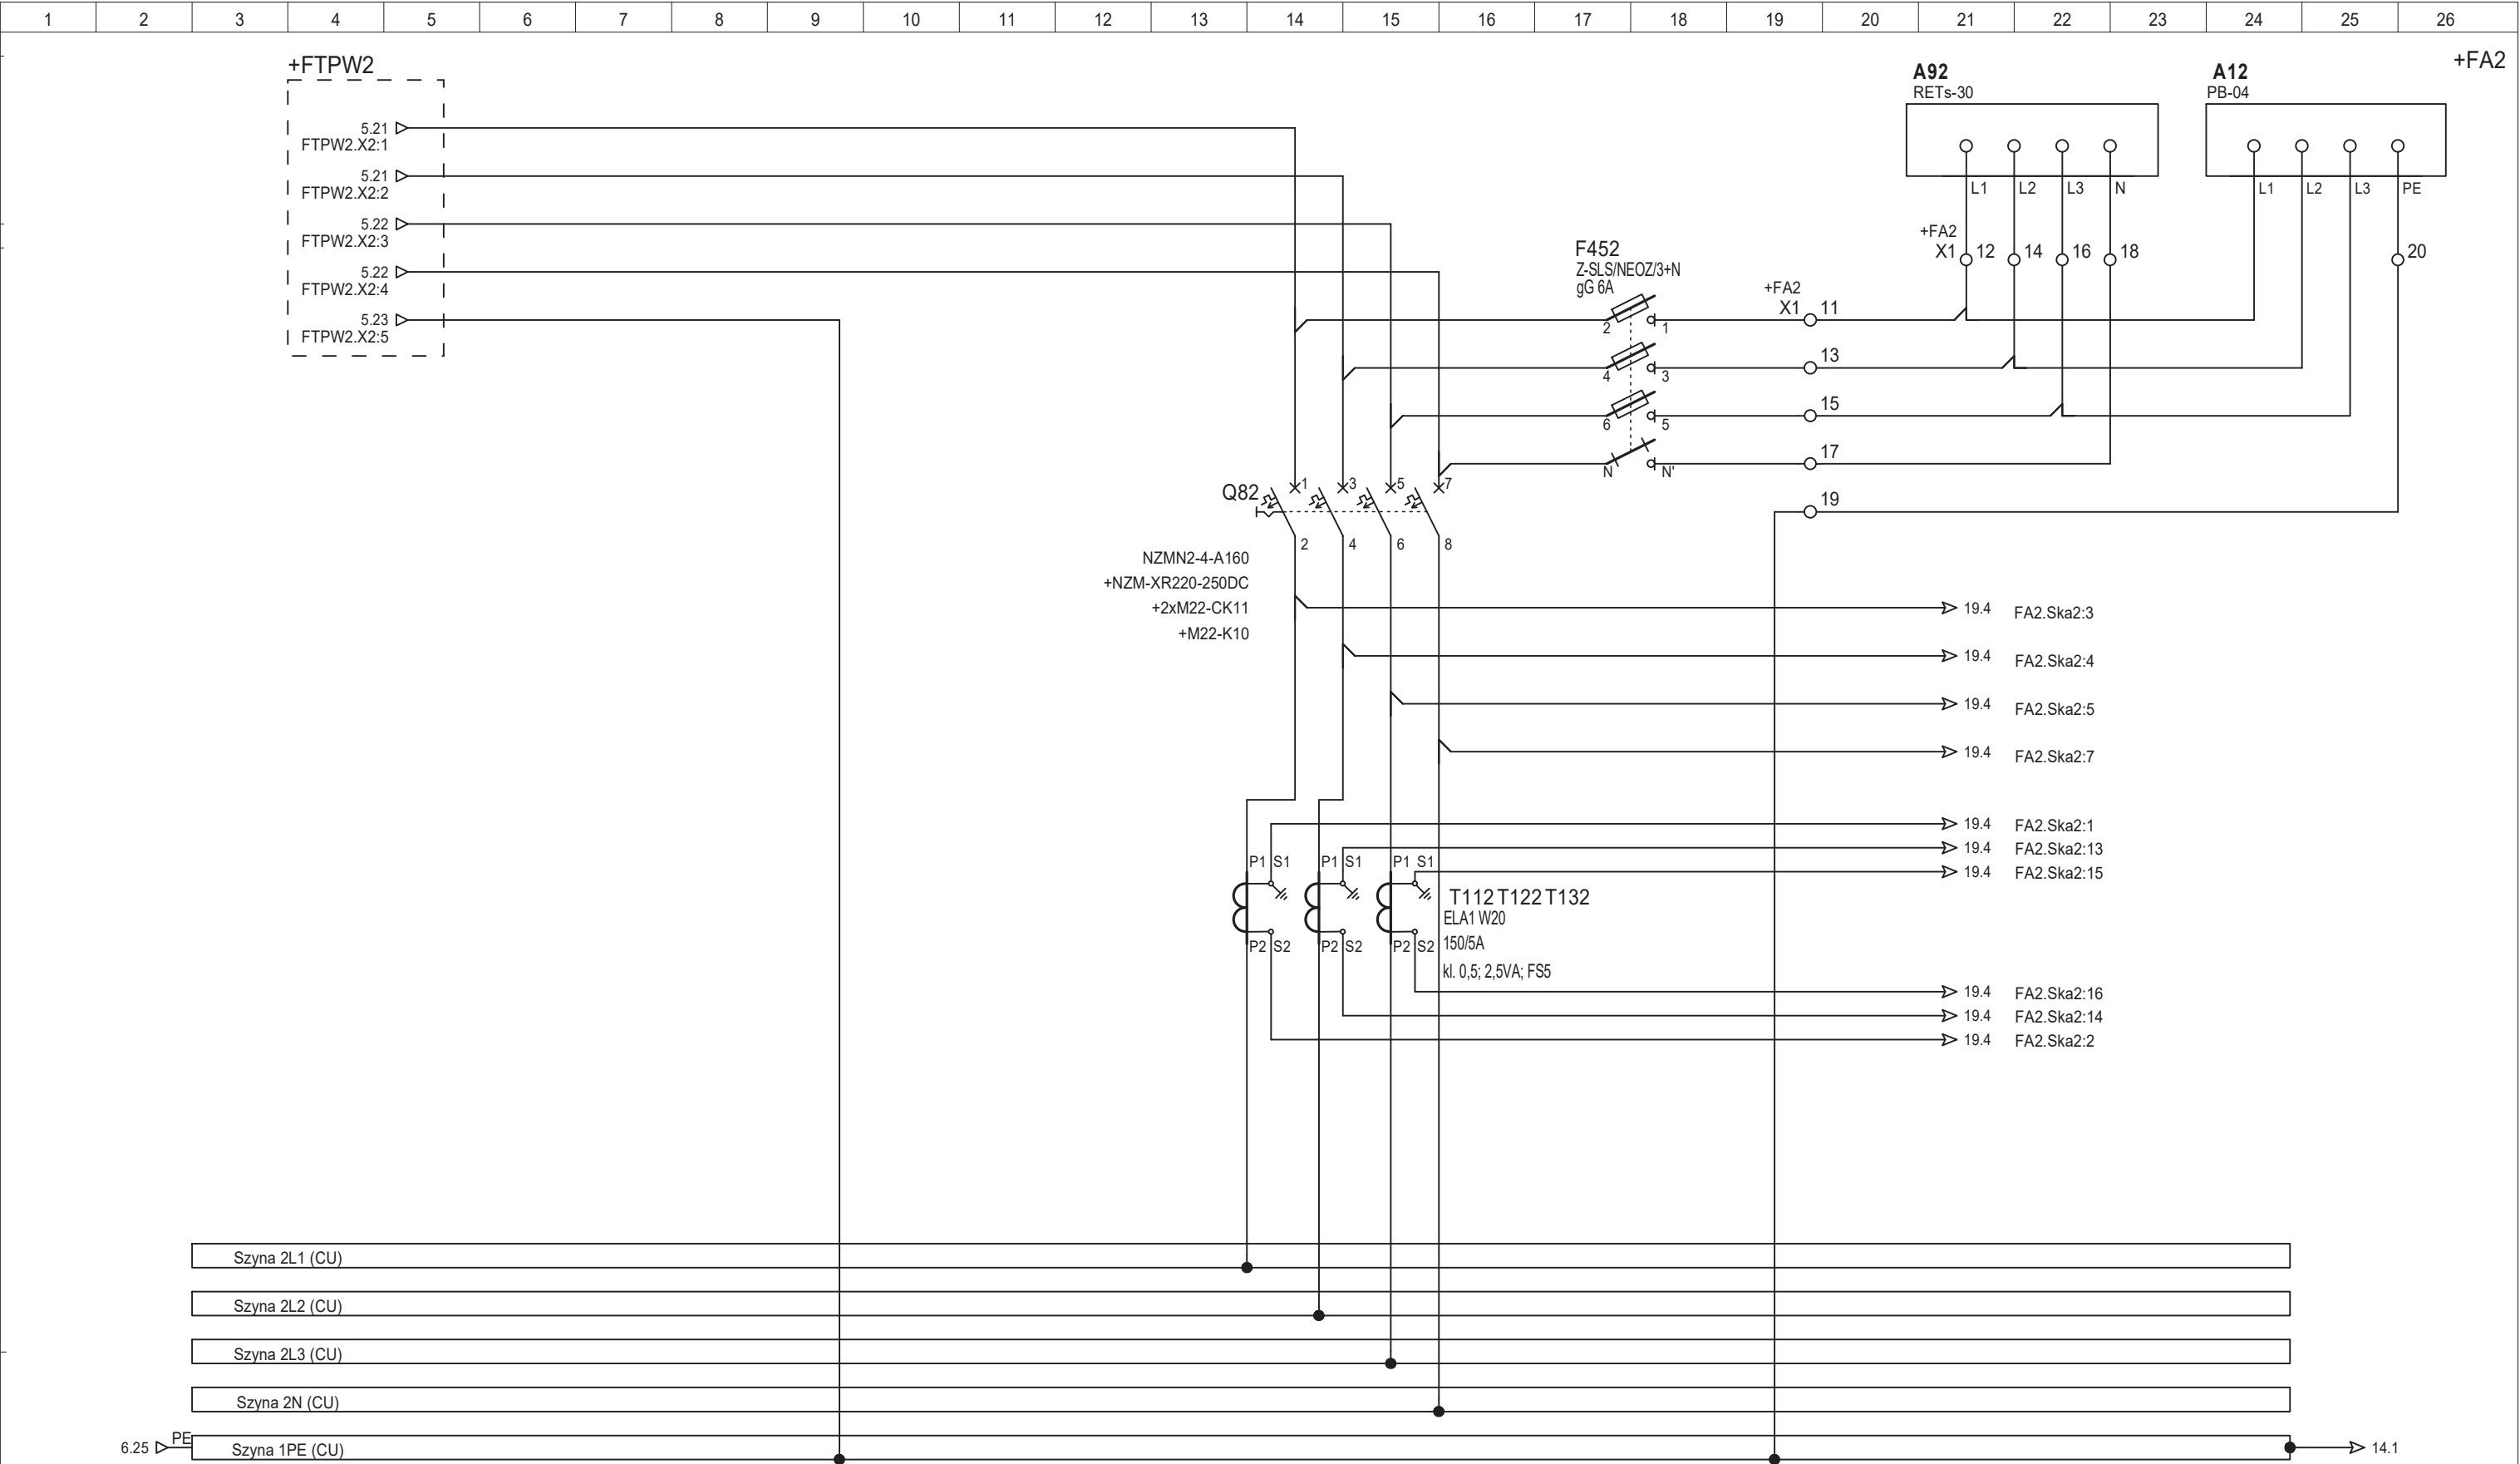 1 2 3 4 5 6 7 8 9 10 11 12 13 14 15 16 17 18 19 20 21 22 23 24 25 26
+FTPW2
+FA2
5.21
FTPW2.X2:1
5.21
FTPW2.X2:2
5.22
FTPW2.X2:3
5.22
FTPW2.X2:4
5.23
FTPW2.X2:5
A92
RETs-30
L1 L2 L3 N
A12
PB-04
L1 L2 L3 PE
+FA2
X1 12 14 16 18 20
F452
Z-SLS/NEOZ/3+N
gG 6A
2 1
4 3
6 5
N N'
+FA2
X1 11
13
15
17
19
Q82
1 3 5 7
2 4 6 8
NZMN2-4-A160
+NZM-XR220-250DC
+2xM22-CK11
+M22-K10
19.4 FA2.Ska2:3
19.4 FA2.Ska2:4
19.4 FA2.Ska2:5
19.4 FA2.Ska2:7
19.4 FA2.Ska2:1
19.4 FA2.Ska2:13
19.4 FA2.Ska2:15
P1 S1 P1 S1 P1 S1
P2 S2 P2 S2 P2 S2
T112 T122 T132
ELA1 W20
150/5A
kl. 0,5; 2,5VA; FS5
19.4 FA2.Ska2:16
19.4 FA2.Ska2:14
19.4 FA2.Ska2:2
Szyna 2L1 (CU)
Szyna 2L2 (CU)
Szyna 2L3 (CU)
Szyna 2N (CU)
6.25 PE Szyna 1PE (CU) 14.1